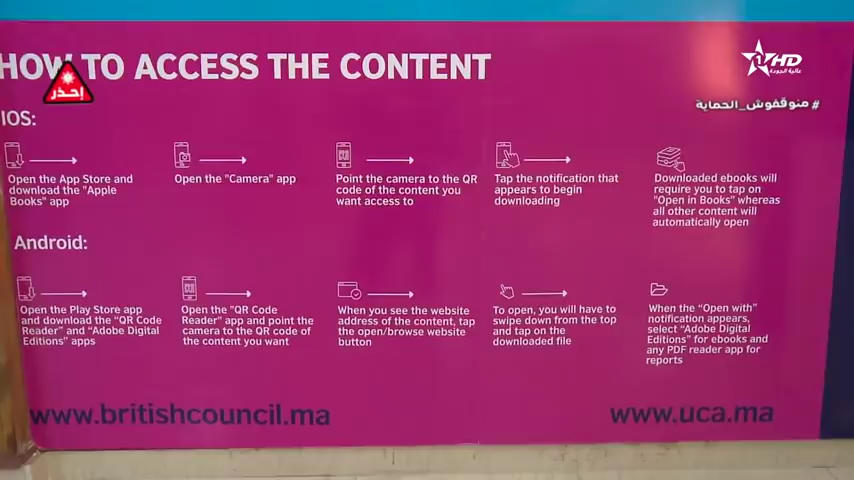 HOW TO ACCESS THE CONTENT
HD
عالية الجودة
إحذر
#منوقفوش_الحماية
IOS:
Open the App Store and
download the "Apple
Books" app
Open the "Camera" app
Point the camera to the QR
code of the content you
want access to
Tap the notification that
appears to begin
downloading
Downloaded ebooks will
require you to tap on
"Open in Books" whereas
all other content will
automatically open
Android:
Open the Play Store app
and download the "QR Code
Reader" and "Adobe Digital
Editions" apps
Open the "QR Code
Reader" app and point the
camera to the QR code of
the content you want
When you see the website
address of the content, tap
the open/browse website
button
To open, you will have to
swipe down from the top
and tap on the
downloaded file
When the "Open with"
notification appears,
select "Adobe Digital
Editions" for ebooks and
any PDF reader app for
reports
www.britishcouncil.ma
www.uca.ma